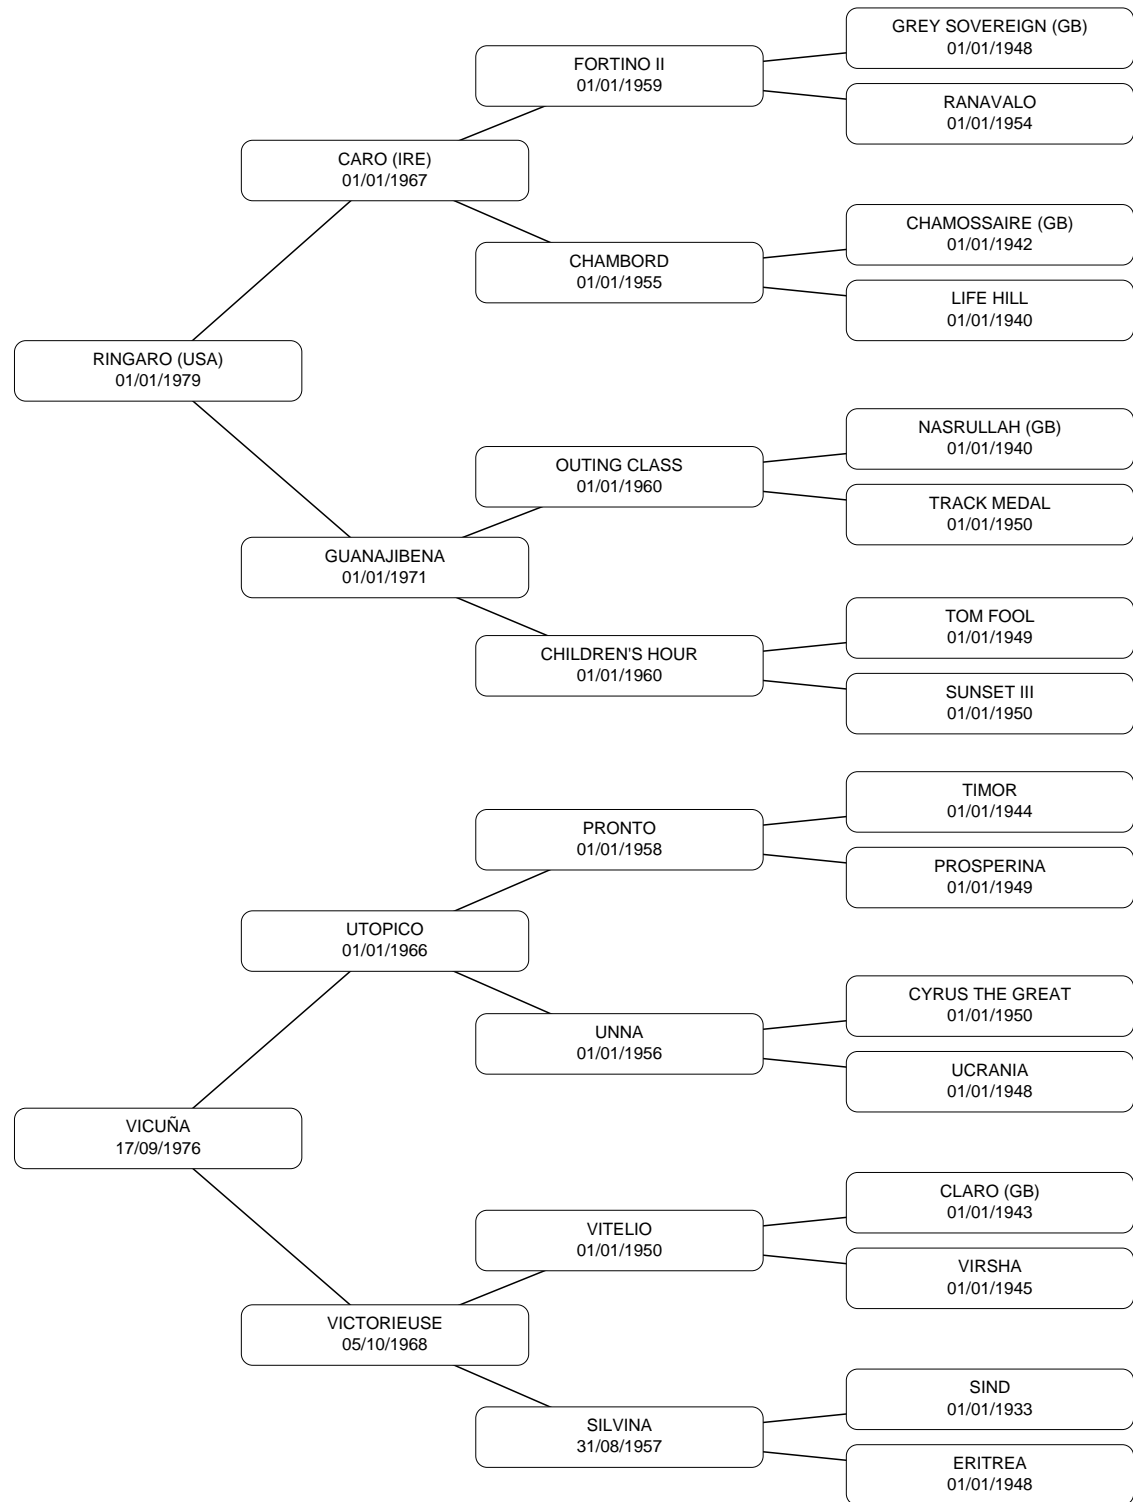 GREY SOVEREIGN (GB)
01/01/1948
FORTINO II
01/01/1959
RANAVALO
01/01/1954
CARO (IRE)
01/01/1967
CHAMOSSAIRE (GB)
01/01/1942
CHAMBORD
01/01/1955
LIFE HILL
01/01/1940
RINGARO (USA)
01/01/1979
NASRULLAH (GB)
01/01/1940
OUTING CLASS
01/01/1960
TRACK MEDAL
01/01/1950
GUANAJIBENA
01/01/1971
TOM FOOL
01/01/1949
CHILDREN'S HOUR
01/01/1960
SUNSET III
01/01/1950
TIMOR
01/01/1944
PRONTO
01/01/1958
PROSPERINA
01/01/1949
UTOPICO
01/01/1966
CYRUS THE GREAT
01/01/1950
UNNA
01/01/1956
UCRANIA
01/01/1948
VICUÑA
17/09/1976
CLARO (GB)
01/01/1943
VITELIO
01/01/1950
VIRSHA
01/01/1945
VICTORIEUSE
05/10/1968
SIND
01/01/1933
SILVINA
31/08/1957
ERITREA
01/01/1948